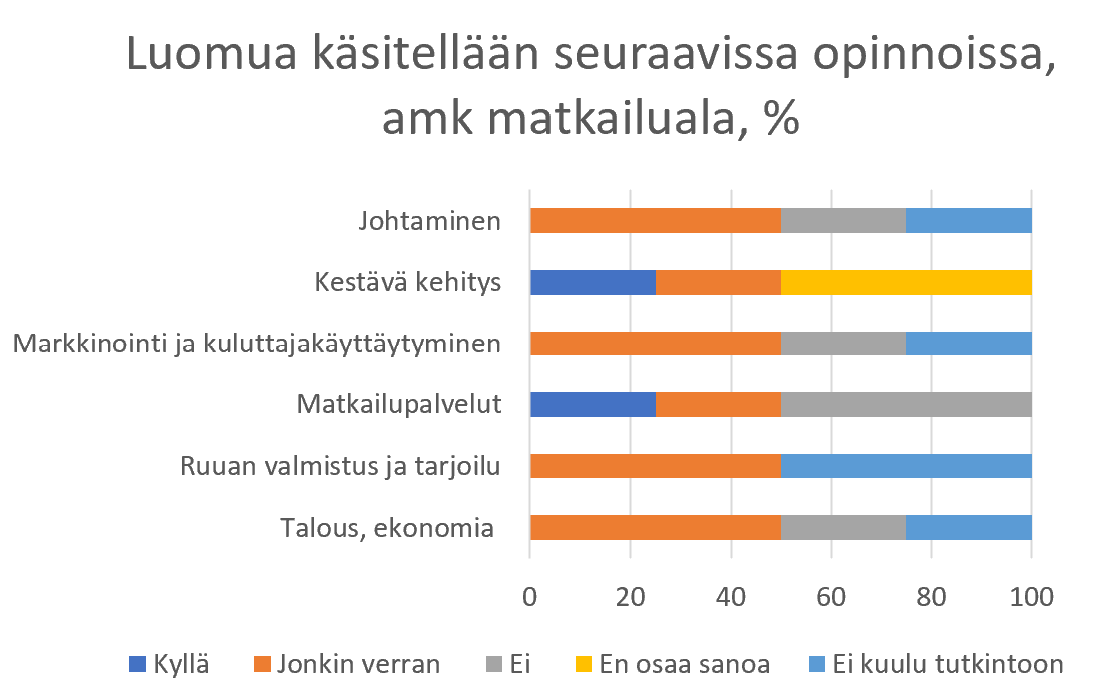 Luomua käsitellään seuraavissa opinnoissa,
amk matkailuala, %
Johtaminen
Kestävä kehitys
Markkinointi ja kuluttajakäyttäytyminen
Matkailupalvelut
Ruuan valmistus ja tarjoilu
Talous, ekonomia
0 20 40 60 80 100
Kyllä Jonkin verran Ei En osaa sanoa Ei kuulu tutkintoon